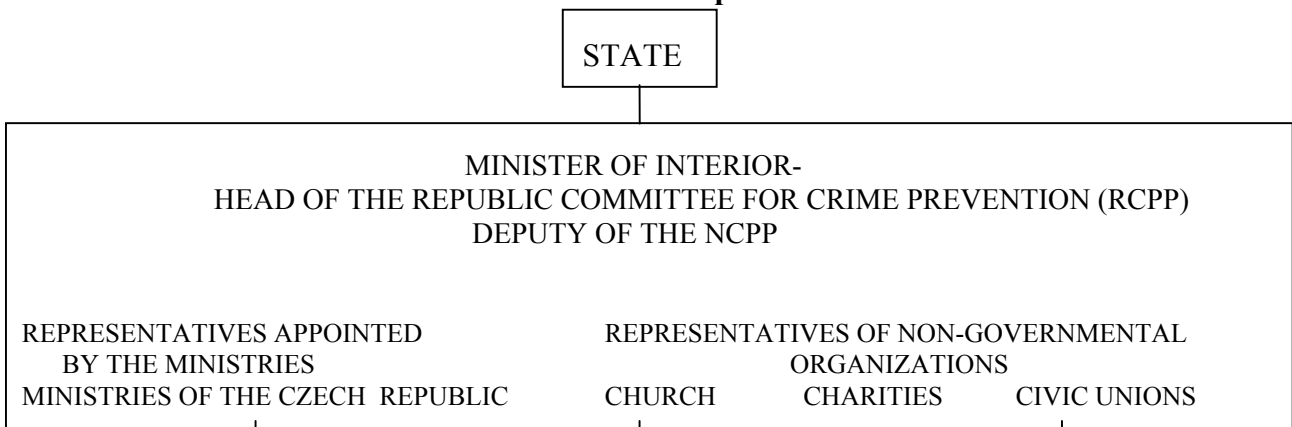 STATE
MINISTER OF INTERIOR-
HEAD OF THE REPUBLIC COMMITTEE FOR CRIME PREVENTION (RCPP)
DEPUTY OF THE NCPP
REPRESENTATIVES APPOINTED
BY THE MINISTRIES
MINISTRIES OF THE CZECH REPUBLIC
REPRESENTATIVES OF NON-GOVERNMENTAL
ORGANIZATIONS
CHURCH CHARITIES CIVIC UNIONS